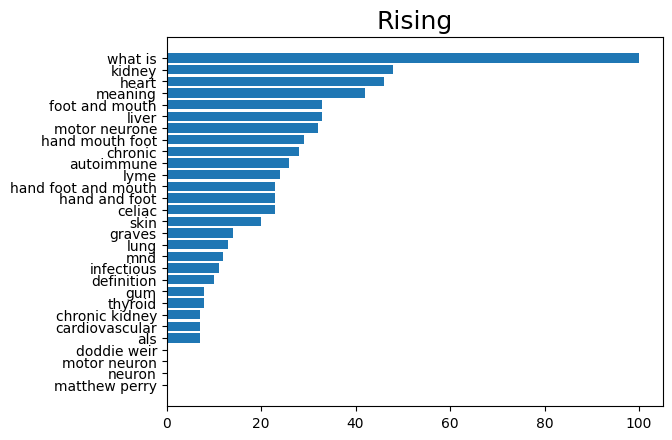 Rising
what is
kidney
heart
meaning
foot and mouth
liver
motor neurone
hand mouth foot
chronic
autoimmune
lyme
hand foot and mouth
hand and foot
celiac
skin
graves
lung
mnd
infectious
definition
gum
thyroid
chronic kidney
cardiovascular
als
doddie weir
motor neuron
neuron
matthew perry
0 20 40 60 80 100